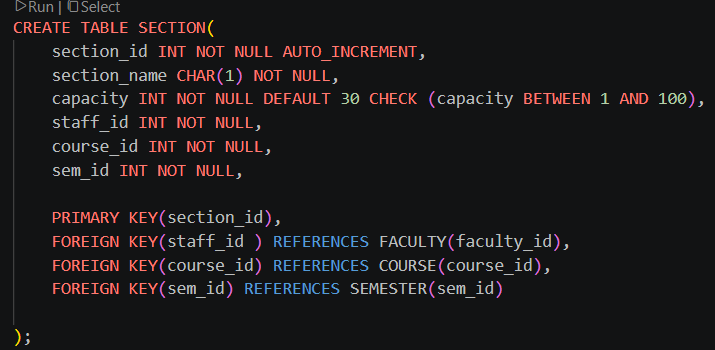 Run | Select
CREATE TABLE SECTION(
section_id INT NOT NULL AUTO_INCREMENT,
section_name CHAR(1) NOT NULL,
capacity INT NOT NULL DEFAULT 30 CHECK (capacity BETWEEN 1 AND 100),
staff_id INT NOT NULL,
course_id INT NOT NULL,
sem_id INT NOT NULL,
PRIMARY KEY(section_id),
FOREIGN KEY(staff_id ) REFERENCES FACULTY(faculty_id),
FOREIGN KEY(course_id) REFERENCES COURSE(course_id),
FOREIGN KEY(sem_id) REFERENCES SEMESTER(sem_id)
);